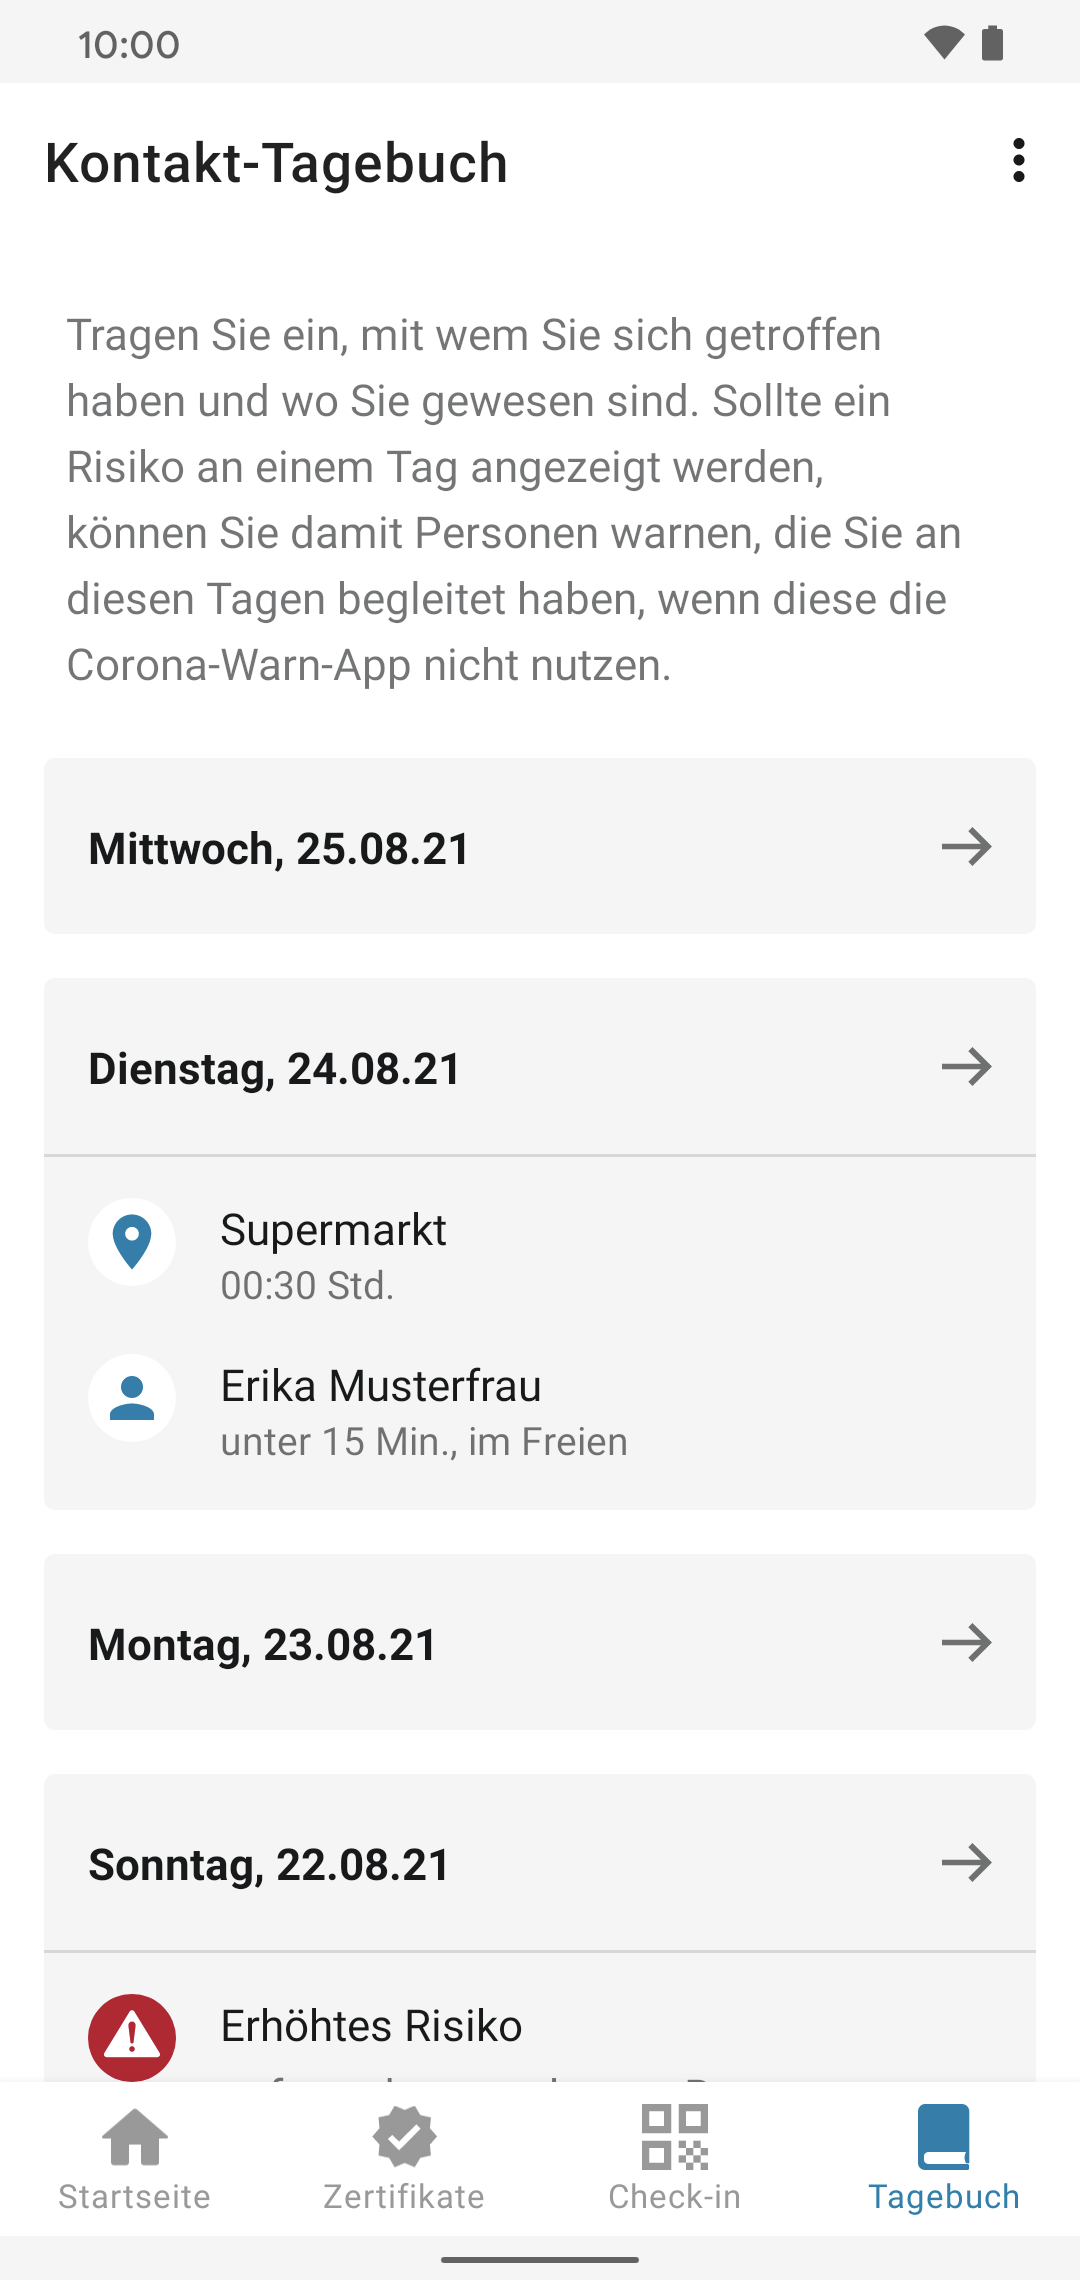 10:00
Kontakt-Tagebuch
Tragen Sie ein, mit wem Sie sich getroffen
haben und wo Sie gewesen sind. Sollte ein
Risiko an einem Tag angezeigt werden,
können Sie damit Personen warnen, die Sie an
diesen Tagen begleitet haben, wenn diese die
Corona-Warn-App nicht nutzen.
Mittwoch, 25.08.21
Dienstag, 24.08.21
Supermarkt
00:30 Std.
Erika Musterfrau
unter 15 Min., im Freien
Montag, 23.08.21
Sonntag, 22.08.21
Erhöhtes Risiko
Startseite
Zertifikate
Check-in
Tagebuch